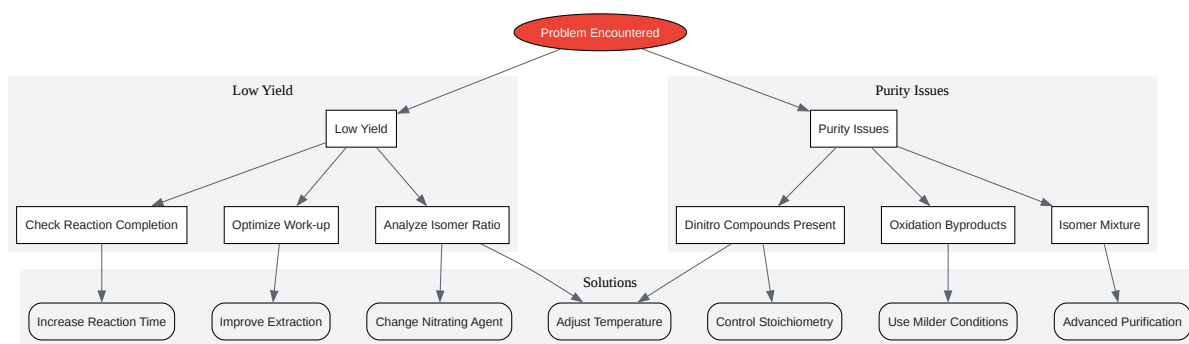 Problem Encountered
Low Yield
Purity Issues
Low Yield
Purity Issues
Check Reaction Completion
Optimize Work-up
Analyze Isomer Ratio
Dinitro Compounds Present
Oxidation Byproducts
Isomer Mixture
Solutions
Increase Reaction Time
Improve Extraction
Change Nitrating Agent
Adjust Temperature
Control Stoichiometry
Use Milder Conditions
Advanced Purification